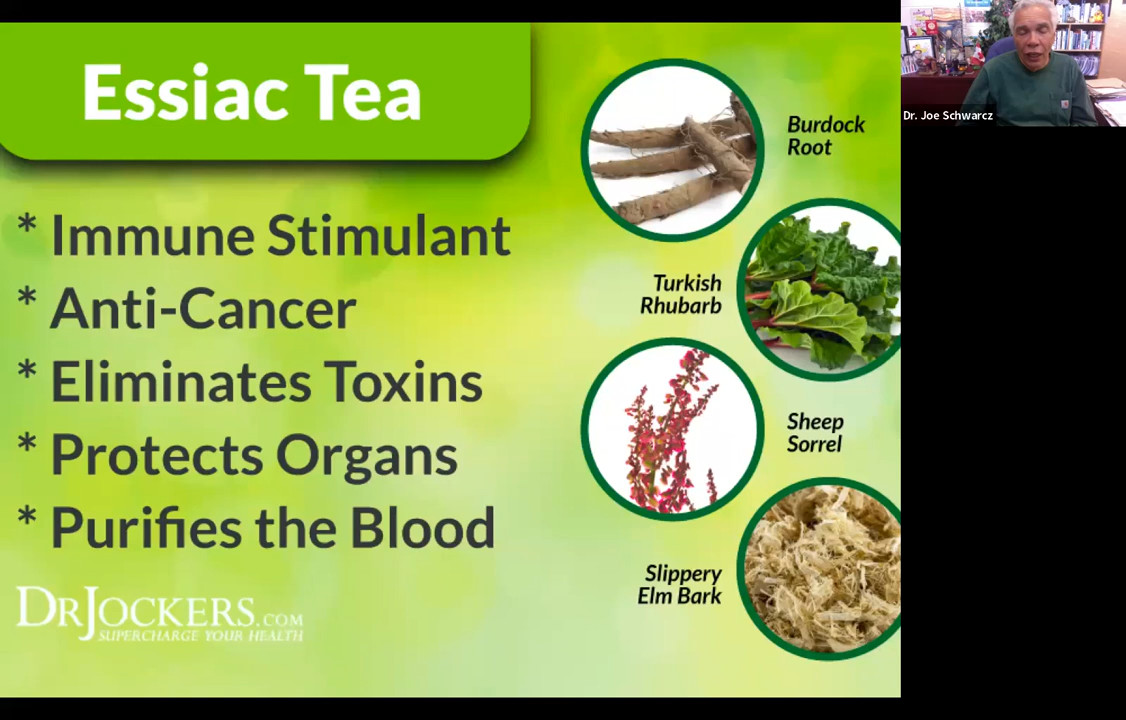 Essiac Tea
* Immune Stimulant
* Anti-Cancer
* Eliminates Toxins
* Protects Organs
* Purifies the Blood
DRJOCKERS.COM
SUPERCHARGE YOUR HEALTH
Burdock
Root
Turkish
Rhubarb
Sheep
Sorrel
Slippery
Elm Bark
Dr. Joe Schwarcz